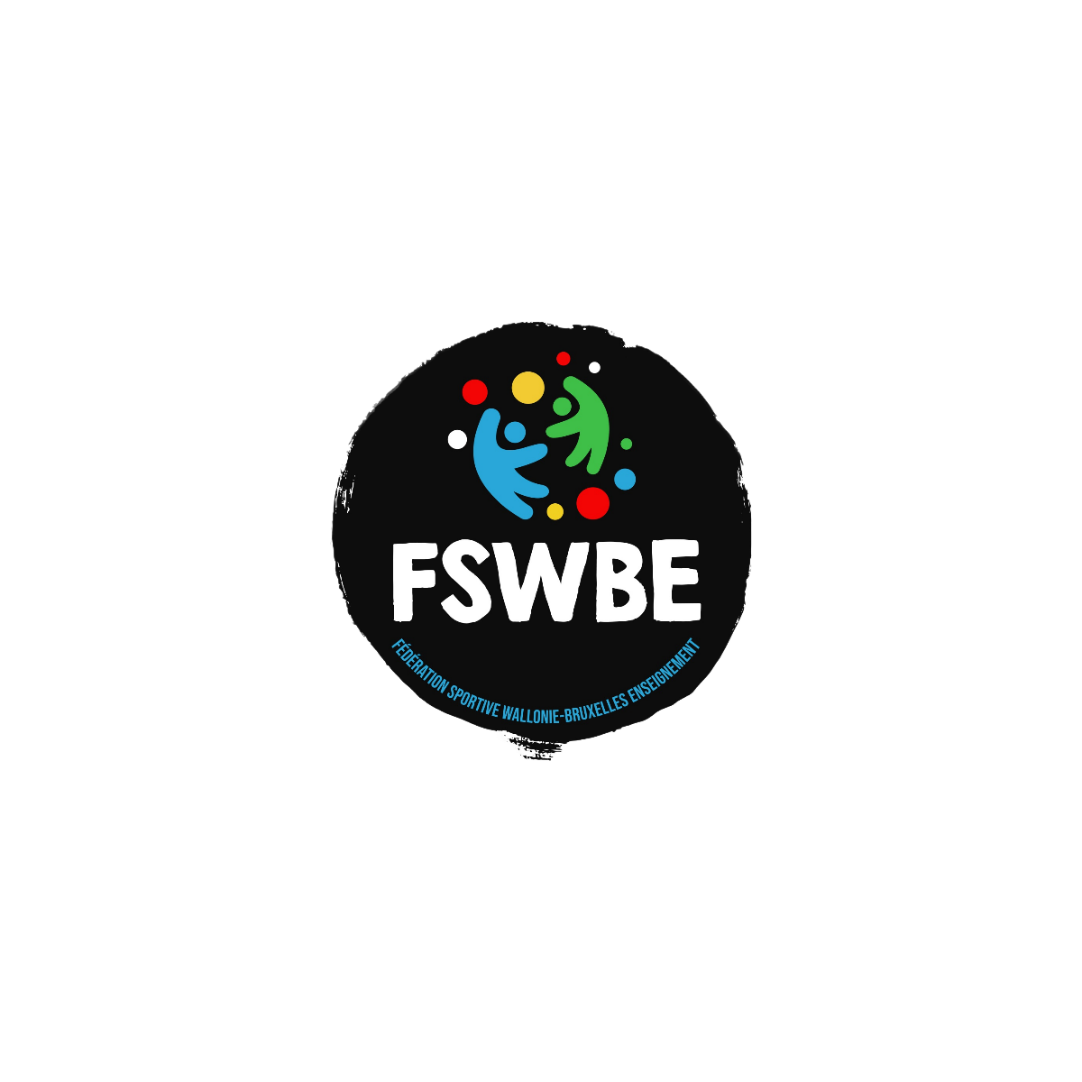 FSWBE
FÉDÉRATION SPORTIVE WALLONIE-BRUXELLES ENSEIGNEMENT